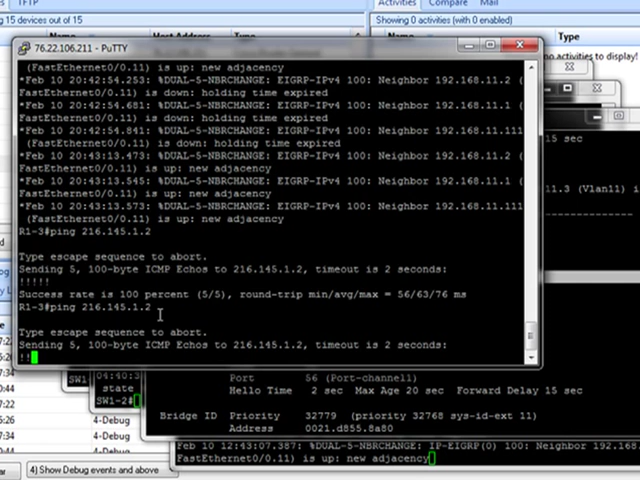 TFTP
Activities Compare Mail
15 devices out of 15
Showing 0 activities (with 0 enabled)
Host Address
Type
Name
Type
76.22.106.211 - PuTTY
activities to display!
(FastEthernet0/0.11) is up: new adjacency
*Feb 10 20:42:54.253: %DUAL-5-NBRCHANGE: EIGRP-IPv4 100: Neighbor 192.168.11.2 (
FastEthernet0/0.11) is down: holding time expired
*Feb 10 20:42:54.681: %DUAL-5-NBRCHANGE: EIGRP-IPv4 100: Neighbor 192.168.11.1 (
FastEthernet0/0.11) is down: holding time expired
*Feb 10 20:42:54.841: %DUAL-5-NBRCHANGE: EIGRP-IPv4 100: Neighbor 192.168.11.111
(FastEthernet0/0.11) is down: holding time expired
*Feb 10 20:43:13.473: %DUAL-5-NBRCHANGE: EIGRP-IPv4 100: Neighbor 192.168.11.2 (
FastEthernet0/0.11) is up: new adjacency
*Feb 10 20:43:13.545: %DUAL-5-NBRCHANGE: EIGRP-IPv4 100: Neighbor 192.168.11.1 (
FastEthernet0/0.11) is up: new adjacency
*Feb 10 20:43:13.573: %DUAL-5-NBRCHANGE: EIGRP-IPv4 100: Neighbor 192.168.11.111
(FastEthernet0/0.11) is up: new adjacency
R1-3#ping 216.145.1.2
Type escape sequence to abort.
Sending 5, 100-byte ICMP Echos to 216.145.1.2, timeout is 2 seconds:
!!!!!
Success rate is 100 percent (5/5), round-trip min/avg/max = 56/63/76 ms
R1-3#ping 216.145.1.2
Type escape sequence to abort.
Sending 5, 100-byte ICMP Echos to 216.145.1.2, timeout is 2 seconds:
!!
15 sec
11.3 (Vlan11) i
---------------
04:40:3
state
SW1-2#
SW1
Port 56 (Port-channel1)
Hello Time 2 sec Max Age 20 sec Forward Delay 15 sec
Bridge ID Priority 32779 (priority 32768 sys-id-ext 11)
Address 0021.d855.8a80
Feb 10 12:43:07.387: %DUAL-5-NBRCHANGE: IP-EIGRP(0) 100: Neighbor 192.168
FastEthernet0/0.11) is up: new adjacency
4-Debug
4-Debug
4-Debug
4) Show Debug events and above